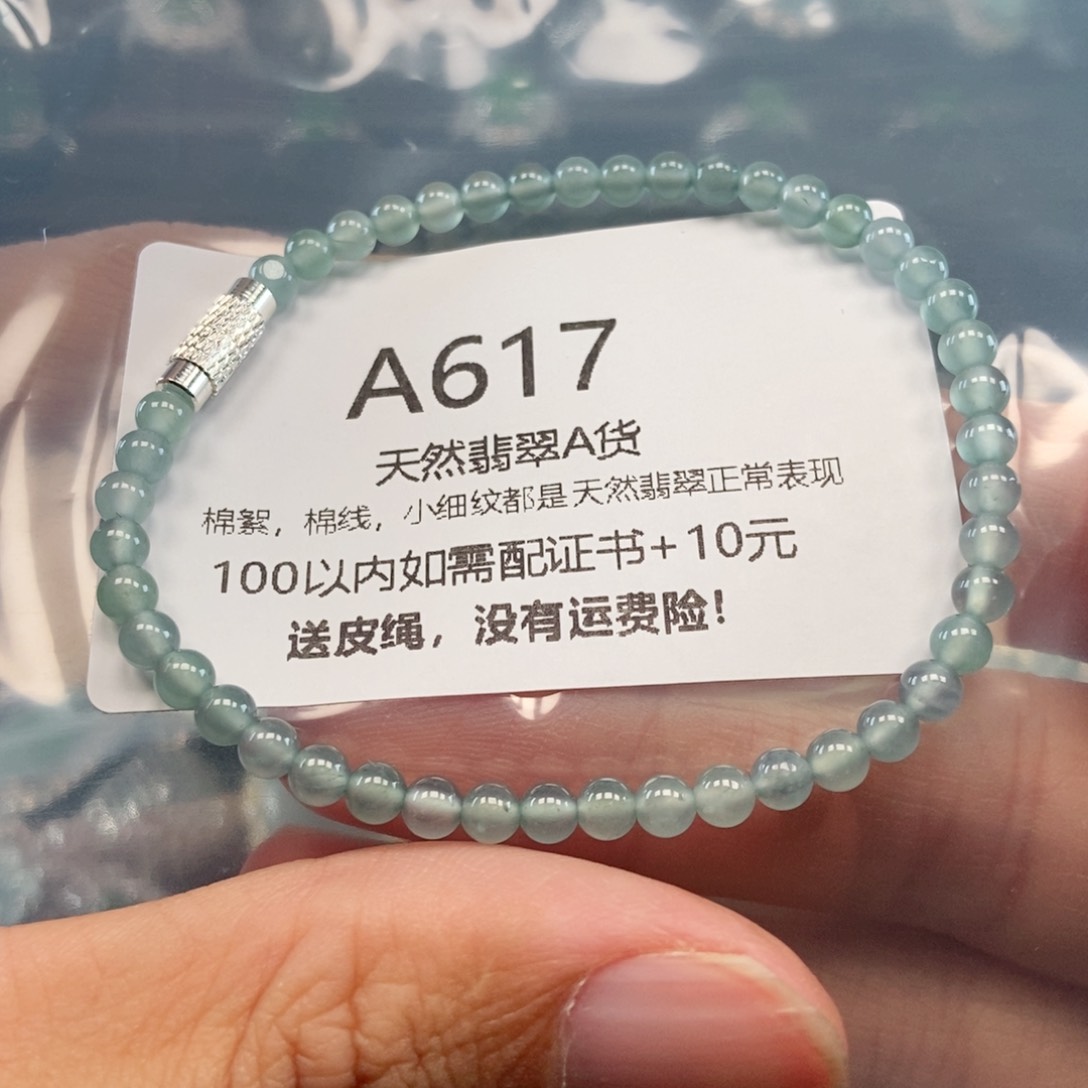 A617
天然翡翠A货
棉絮，棉线，小细纹都是天然翡翠正常表现
100以内如需配证书+10元
送皮绳，没有运费险！